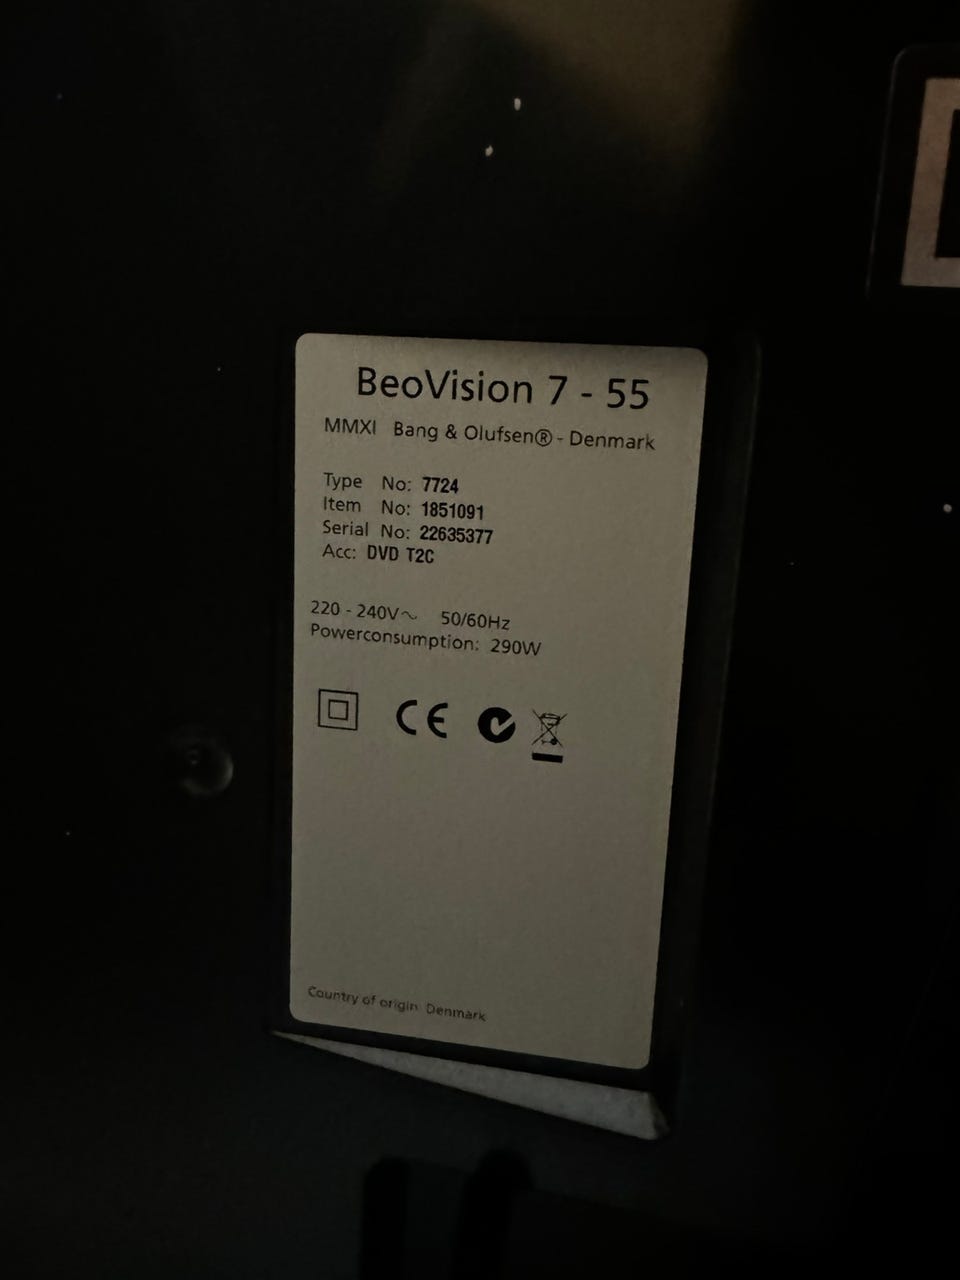 BeoVision 7 - 55
MMXI Bang & Olufsen® - Denmark
Type No: 7724
Item No: 1851091
Serial No: 22635377
Acc: DVD T2C
220 - 240V~ 50/60Hz
Powerconsumption: 290W
CE
Country of origin: Denmark